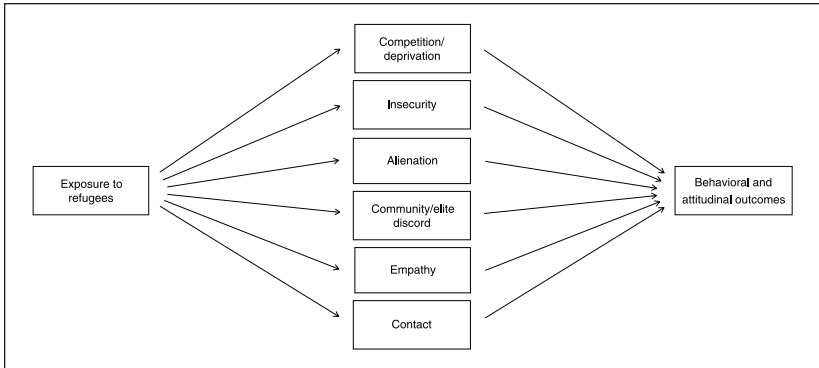 Competition/
deprivation
Insecurity
Alienation
Exposure to
refugees
Behavioral and
attitudinal outcomes
Community/elite
discord
Empathy
Contact